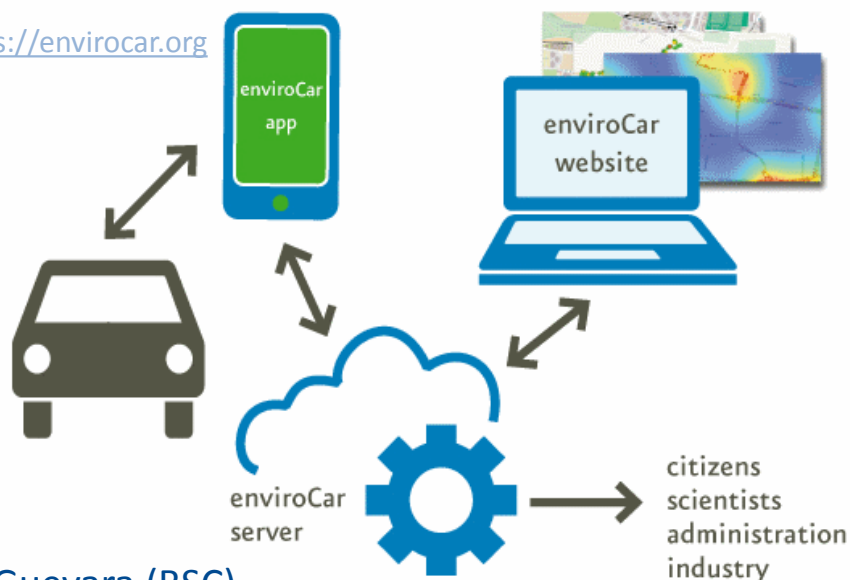 s://envirocar.org
enviroCar
app
enviroCar
website
enviroCar
server
citizens
scientists
administration
industry
Guevara (BSC)